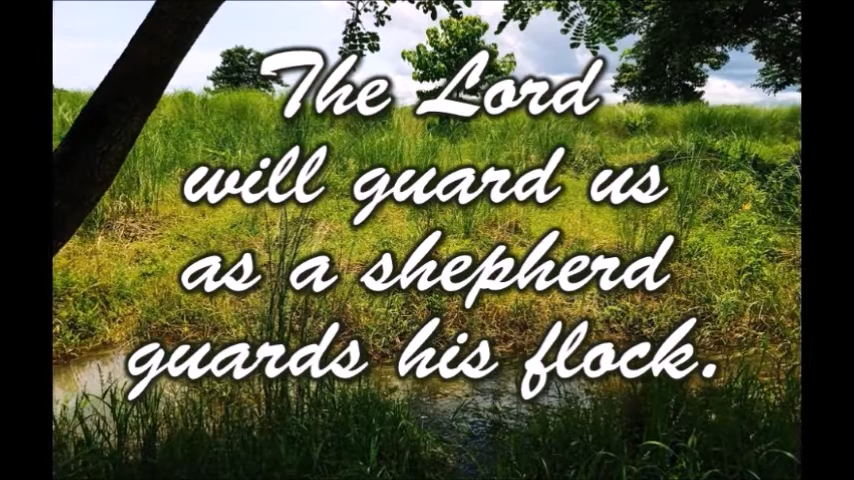 The Lord
will guard us
as a shepherd
guards his flock.